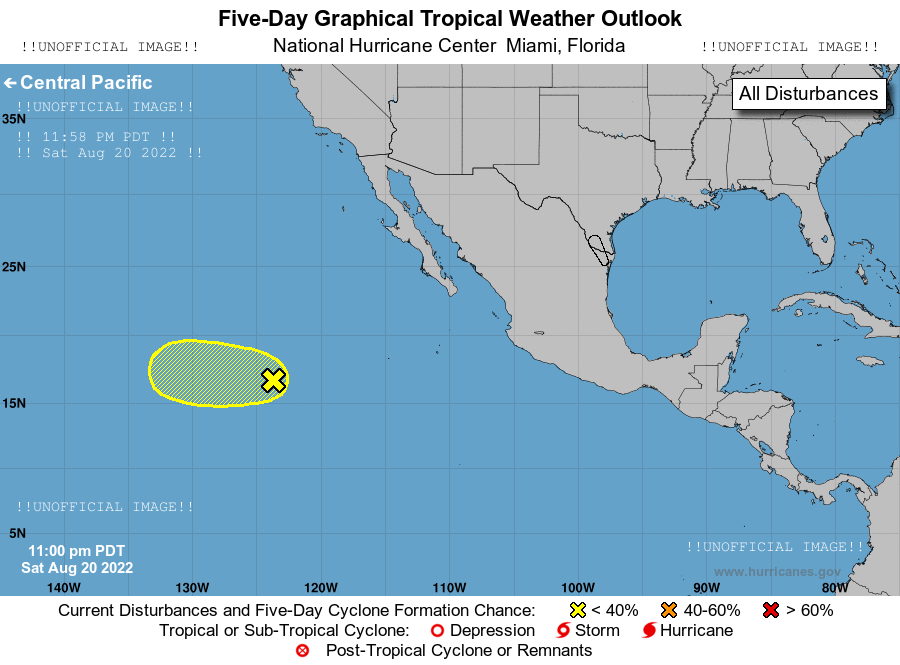 Five-Day Graphical Tropical Weather Outlook
!!UNOFFICIAL IMAGE!! National Hurricane Center Miami, Florida !!UNOFFICIAL IMAGE!!
← Central Pacific
All Disturbances
!!UNOFFICIAL IMAGE!!
35N
!! 11:58 PM PDT !!
!! Sat Aug 20 2022 !!
25N
15N
!!UNOFFICIAL IMAGE!!
5N
!!UNOFFICIAL IMAGE!!
11:00 pm PDT
Sat Aug 20 2022
www.hurricanes.gov
140W 130W 120W 110W 100W 90W 80W
Current Disturbances and Five-Day Cyclone Formation Chance: < 40% 40-60% > 60%
Tropical or Sub-Tropical Cyclone: Depression Storm Hurricane
Post-Tropical Cyclone or Remnants